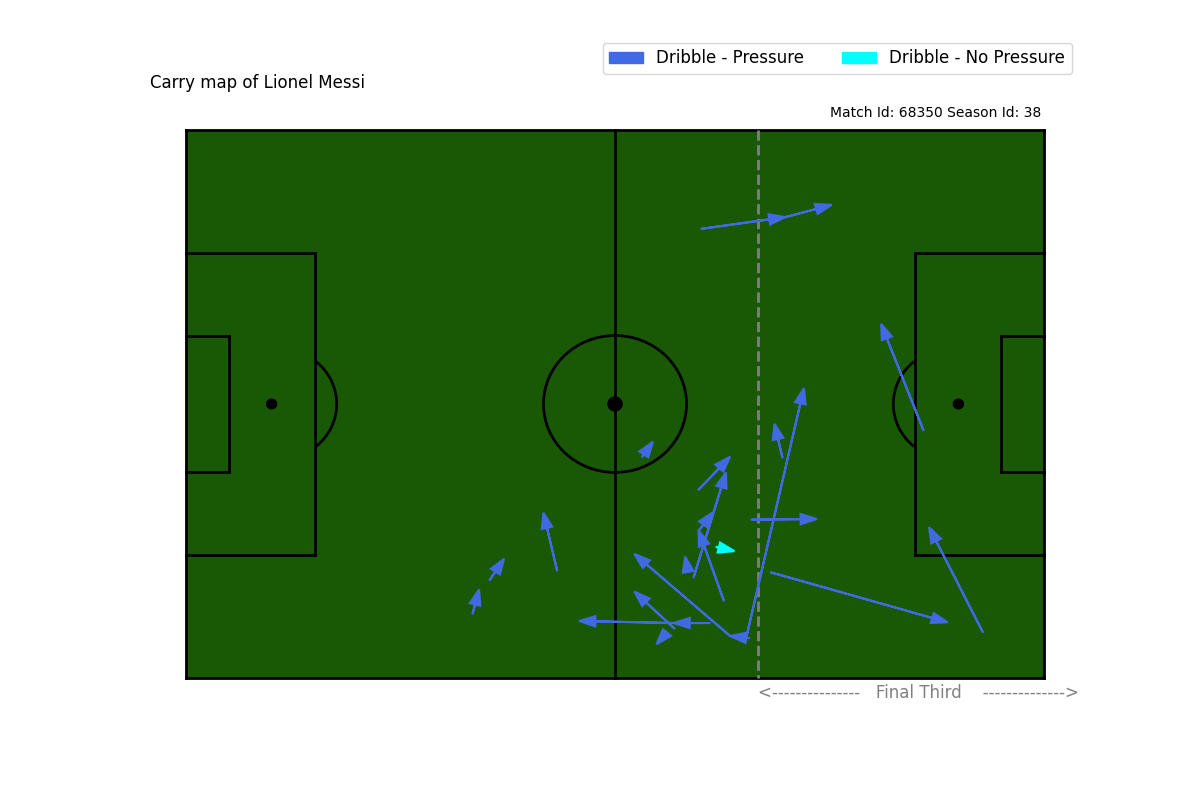 Dribble - Pressure Dribble - No Pressure
Carry map of Lionel Messi
Match Id: 68350 Season Id: 38
<--------------- Final Third -------------->